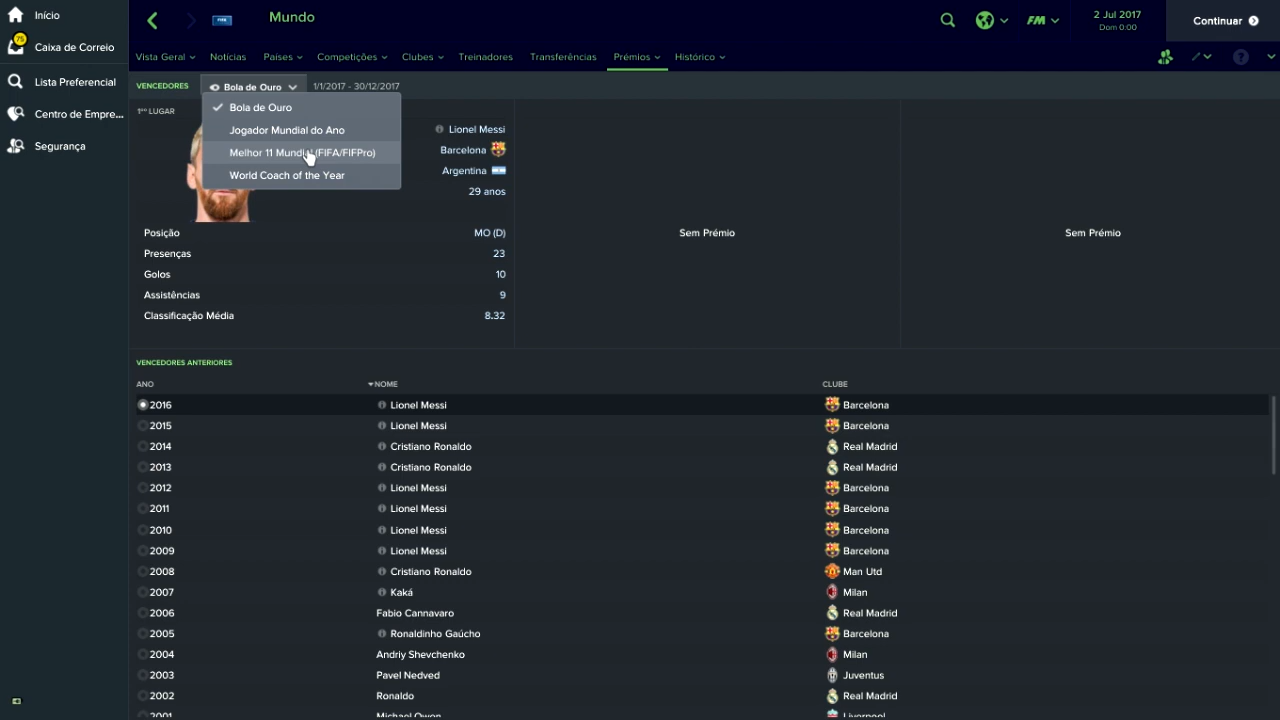 Início
Mundo
2 Jul 2017
Dom 0:00
Continuar
75
Caixa de Correio
FM
Vista Geral
Notícias
Países
Competições
Clubes
Treinadores
Transferências
Prémios
Histórico
Lista Preferencial
Centro de Empre...
Segurança
VENCEDORES
Bola de Ouro
1/1/2017 - 30/12/2017
Bola de Ouro
Jogador Mundial do Ano
Melhor 11 Mundial (FIFA/FIFPro)
World Coach of the Year
1º LUGAR
Lionel Messi
Barcelona
Argentina
29 anos
Posição MO (D)
Presenças 23
Golos 10
Assistências 9
Classificação Média 8.32
Sem Prémio
Sem Prémio
VENCEDORES ANTERIORES
ANO NOME CLUBE
2016 Lionel Messi Barcelona
2015 Lionel Messi Barcelona
2014 Cristiano Ronaldo Real Madrid
2013 Cristiano Ronaldo Real Madrid
2012 Lionel Messi Barcelona
2011 Lionel Messi Barcelona
2010 Lionel Messi Barcelona
2009 Lionel Messi Barcelona
2008 Cristiano Ronaldo Man Utd
2007 Kaká Milan
2006 Fabio Cannavaro Real Madrid
2005 Ronaldinho Gaúcho Barcelona
2004 Andriy Shevchenko Milan
2003 Pavel Nedved Juventus
2002 Ronaldo Real Madrid
2001 Michael Owen Liverpool